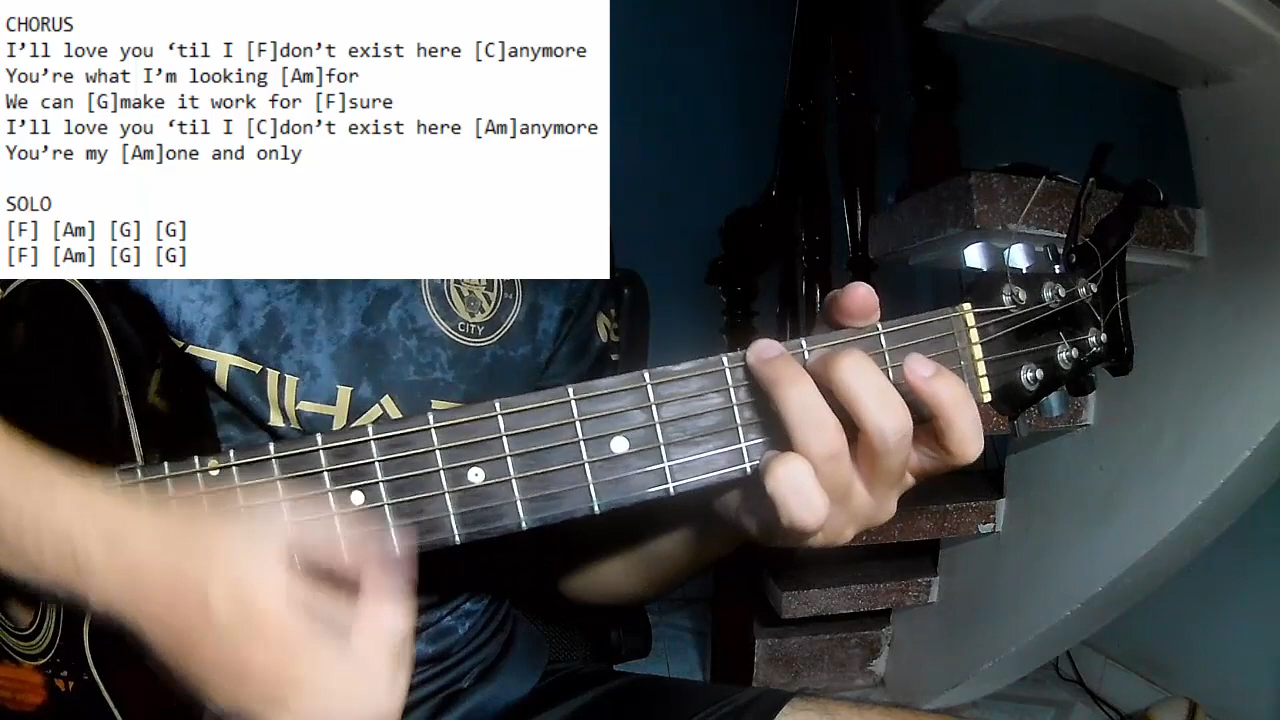 CHORUS
I’ll love you ‘til I [F]don’t exist here [C]anymore
You’re what I’m looking [Am]for
We can [G]make it work for [F]sure
I’ll love you ‘til I [C]don’t exist here [Am]anymore
You’re my [Am]one and only
SOLO
[F] [Am] [G] [G]
[F] [Am] [G] [G]
CITY